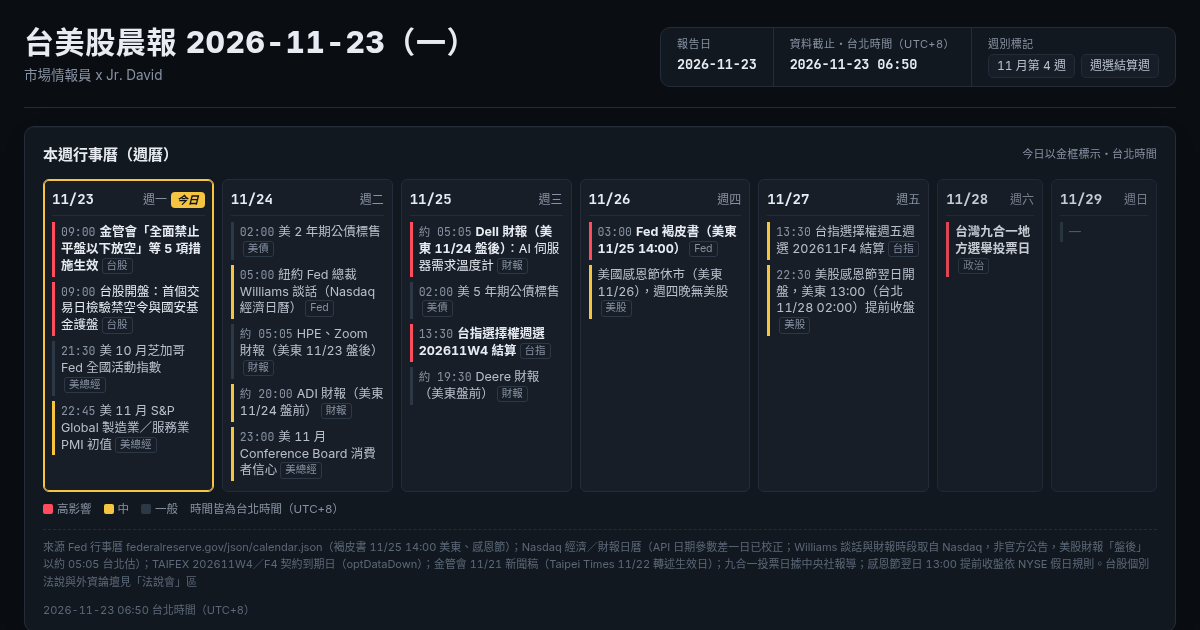 台美股晨報 2026-11-23（一）
市場情報員 x Jr. David
報告日
2026-11-23
資料截止・台北時間（UTC+8）
2026-11-23 06:50
週別標記
11 月第 4 週
週選結算週
本週行事曆（週曆）
今日以金框標示・台北時間
11/23 週一 今日
09:00 金管會「全面禁止
平盤以下放空」等 5 項措
施生效 台股
09:00 台股開盤：首個交
易日檢驗禁空令與國安基
金護盤 台股
21:30 美 10 月芝加哥
Fed 全國活動指數
美總經
22:45 美 11 月 S&P
Global 製造業／服務業
PMI 初值 美總經
11/24 週二
02:00 美 2 年期公債標售
美債
05:00 紐約 Fed 總裁
Williams 談話（Nasdaq
經濟日曆） Fed
約 05:05 HPE、Zoom
財報（美東 11/23 盤後）
財報
約 20:00 ADI 財報（美東
11/24 盤前） 財報
23:00 美 11 月
Conference Board 消費
者信心 美總經
11/25 週三
約 05:05 Dell 財報（美
東 11/24 盤後）：AI 伺服
器需求溫度計 財報
02:00 美 5 年期公債標售
美債
13:30 台指選擇權週選
202611W4 結算 台指
約 19:30 Deere 財報
（美東盤前） 財報
11/26 週四
03:00 Fed 褐皮書（美東
11/25 14:00） Fed
美國感恩節休市（美東
11/26），週四晚無美股
美股
11/27 週五
13:30 台指選擇權週五週
選 202611F4 結算 台指
22:30 美股感恩節翌日開
盤，美東 13:00（台北
11/28 02:00）提前收盤
美股
11/28 週六
台灣九合一地
方選舉投票日
政治
11/29 週日
—
高影響 中 一般 時間皆為台北時間（UTC+8）
來源 Fed 行事曆 federalreserve.gov/json/calendar.json（褐皮書 11/25 14:00 美東、感恩節）；Nasdaq 經濟／財報日曆（API 日期參數差一日已校正；Williams 談話與財報時段取自 Nasdaq，非官方公告，美股財報「盤後」
以約 05:05 台北估）；TAIFEX 202611W4／F4 契約到期日（optDataDown）；金管會 11/21 新聞稿（Taipei Times 11/22 轉述生效日）；九合一投票日據中央社報導；感恩節翌日 13:00 提前收盤依 NYSE 假日規則。台股個別
法說與外資論壇見「法說會」區
2026-11-23 06:50 台北時間（UTC+8）